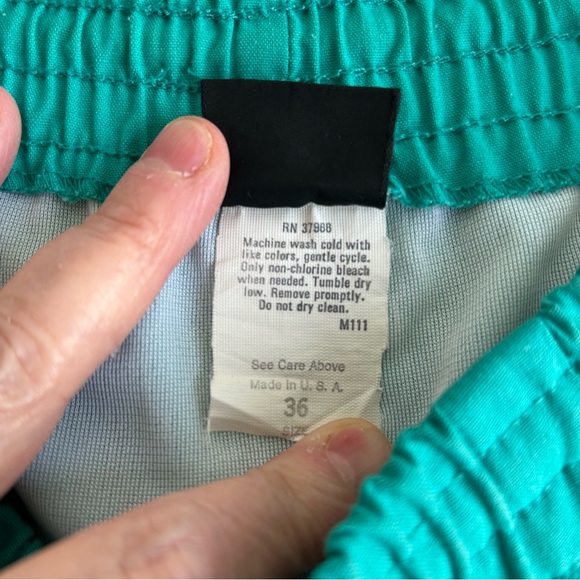 RN 37968
Machine wash cold with
like colors, gentle cycle.
Only non-chlorine bleach
when needed. Tumble dry
low. Remove promptly.
Do not dry clean.
M111
See Care Above
Made in U. S. A.
36
SIZE